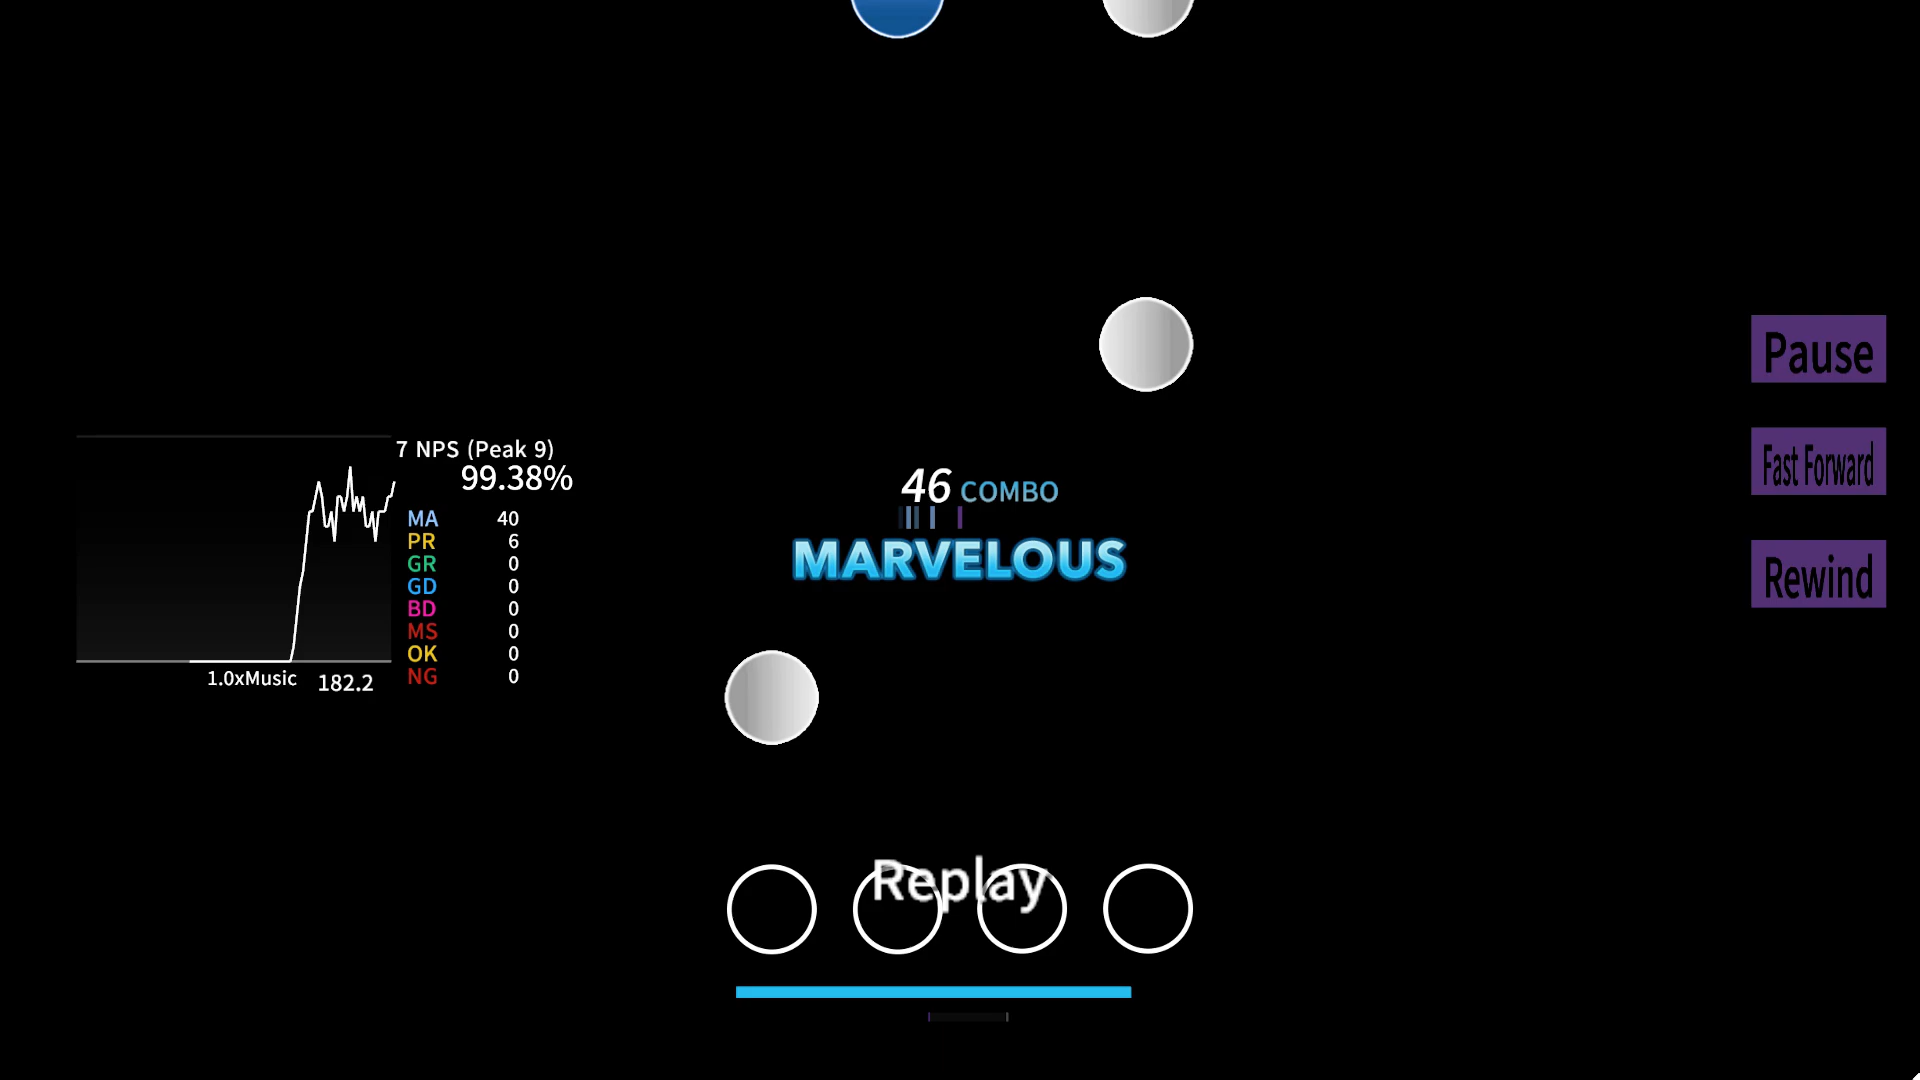 7 NPS (Peak 9)
99.38%
MA 40
PR 6
GR 0
GD 0
BD 0
MS 0
OK 0
NG 0
1.0xMusic 182.2
46 COMBO
MARVELOUS
Replay
Pause
Fast Forward
Rewind